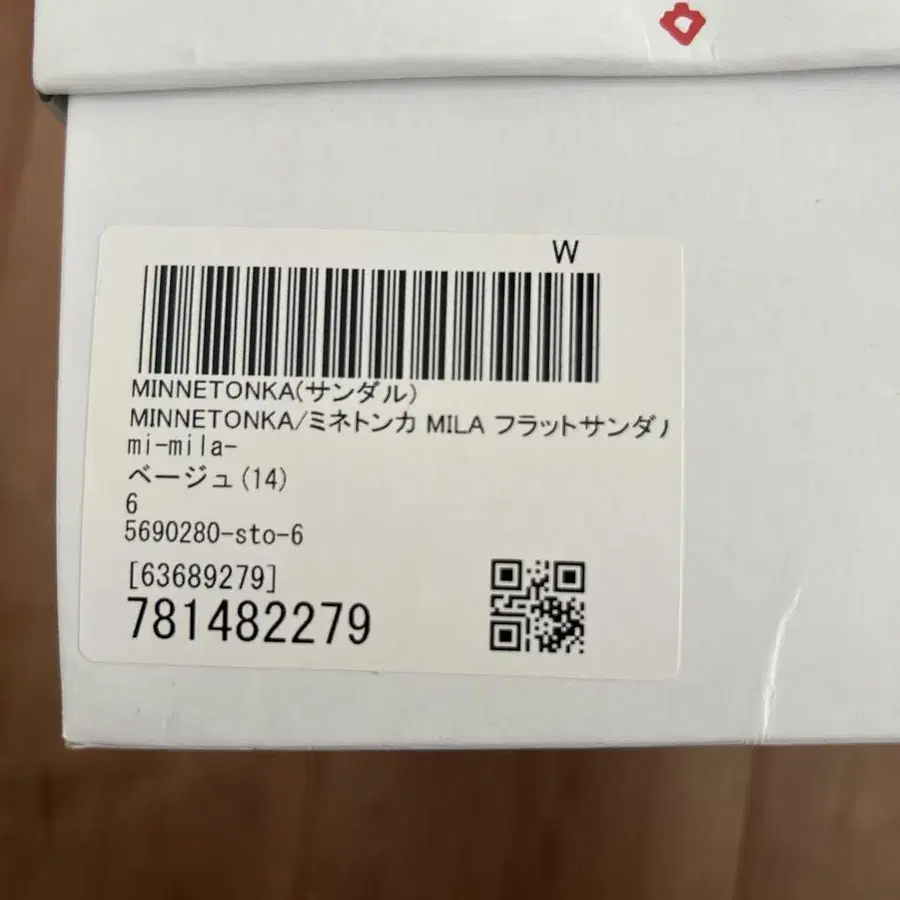 W
MINNETONKA(サンダル)
MINNETONKA/ミネトンカ MILA フラットサンダ
mi-mila-
ベージュ(14)
6
5690280-sto-6
[63689279]
781482279